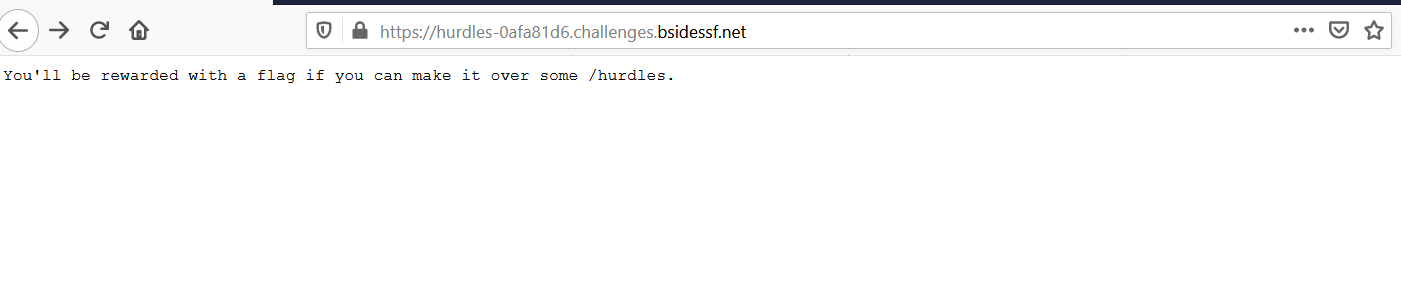 https://hurdles-0afa81d6.challenges.bsidessf.net
You'll be rewarded with a flag if you can make it over some /hurdles.